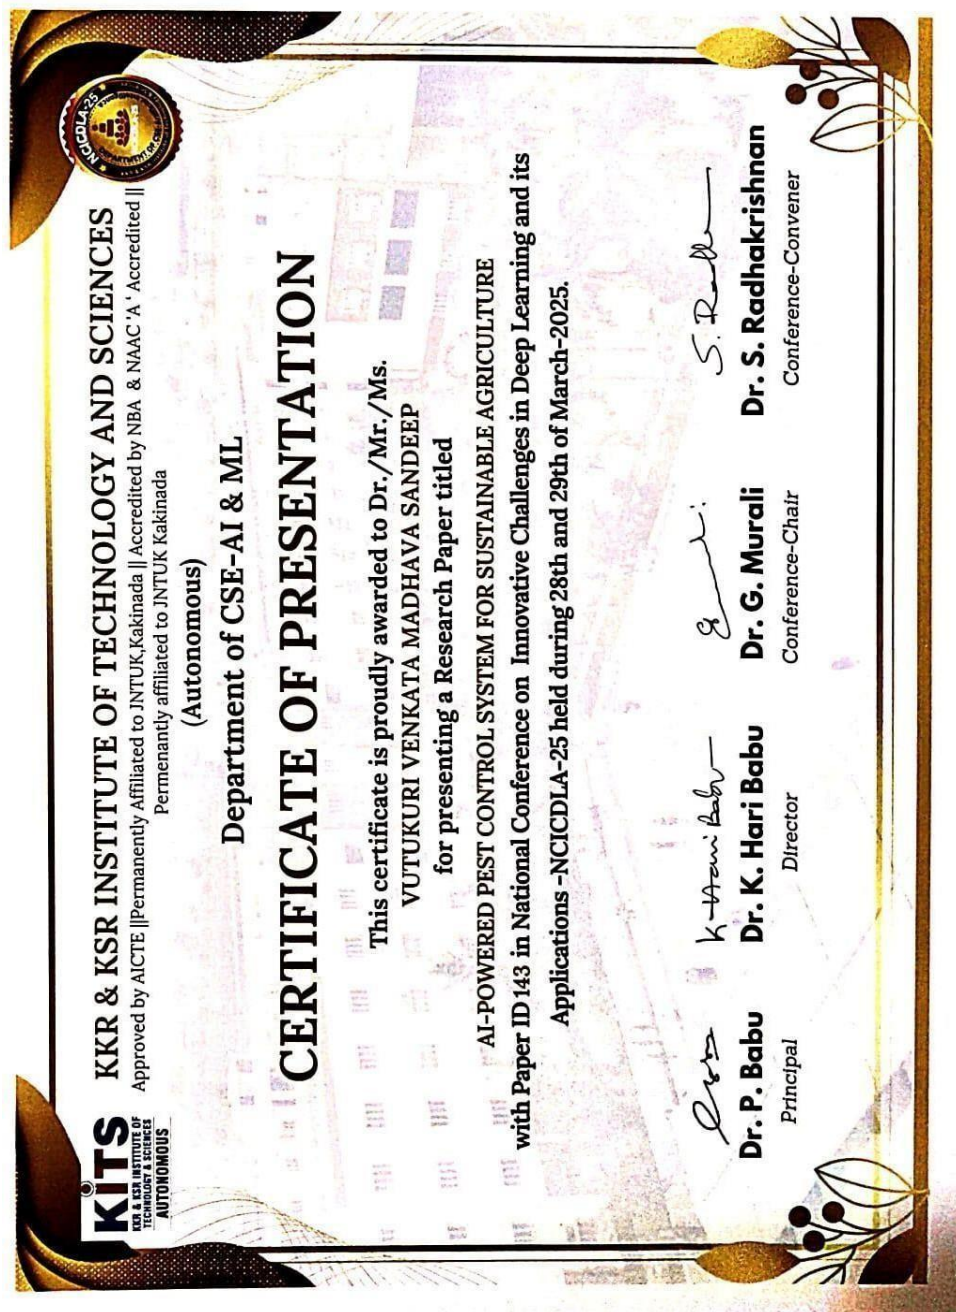 KITS
KKR & KSR INSTITUTE OF
TECHNOLOGY & SCIENCES
AUTONOMOUS
KKR & KSR INSTITUTE OF TECHNOLOGY AND SCIENCES
Approved by AICTE ||Permanently Affiliated to JNTUK,Kakinada || Accredited by NBA & NAAC 'A' Accredited ||
Permenantly affiliated to JNTUK Kakinada
(Autonomous)
NCICDLA-25
Department of CSE-AI & ML
CERTIFICATE OF PRESENTATION
This certificate is proudly awarded to Dr./Mr./Ms.
VUTUKURI VENKATA MADHAVA SANDEEP
for presenting a Research Paper titled
AI-POWERED PEST CONTROL SYSTEM FOR SUSTAINABLE AGRICULTURE
with Paper ID 143 in National Conference on Innovative Challenges in Deep Learning and its
Applications -NCICDLA-25 held during 28th and 29th of March-2025.
K Hari Babu
Dr. P. Babu
Principal
Dr. K. Hari Babu
Director
Dr. G. Murali
Conference-Chair
Dr. S. Radhakrishnan
Conference-Convener